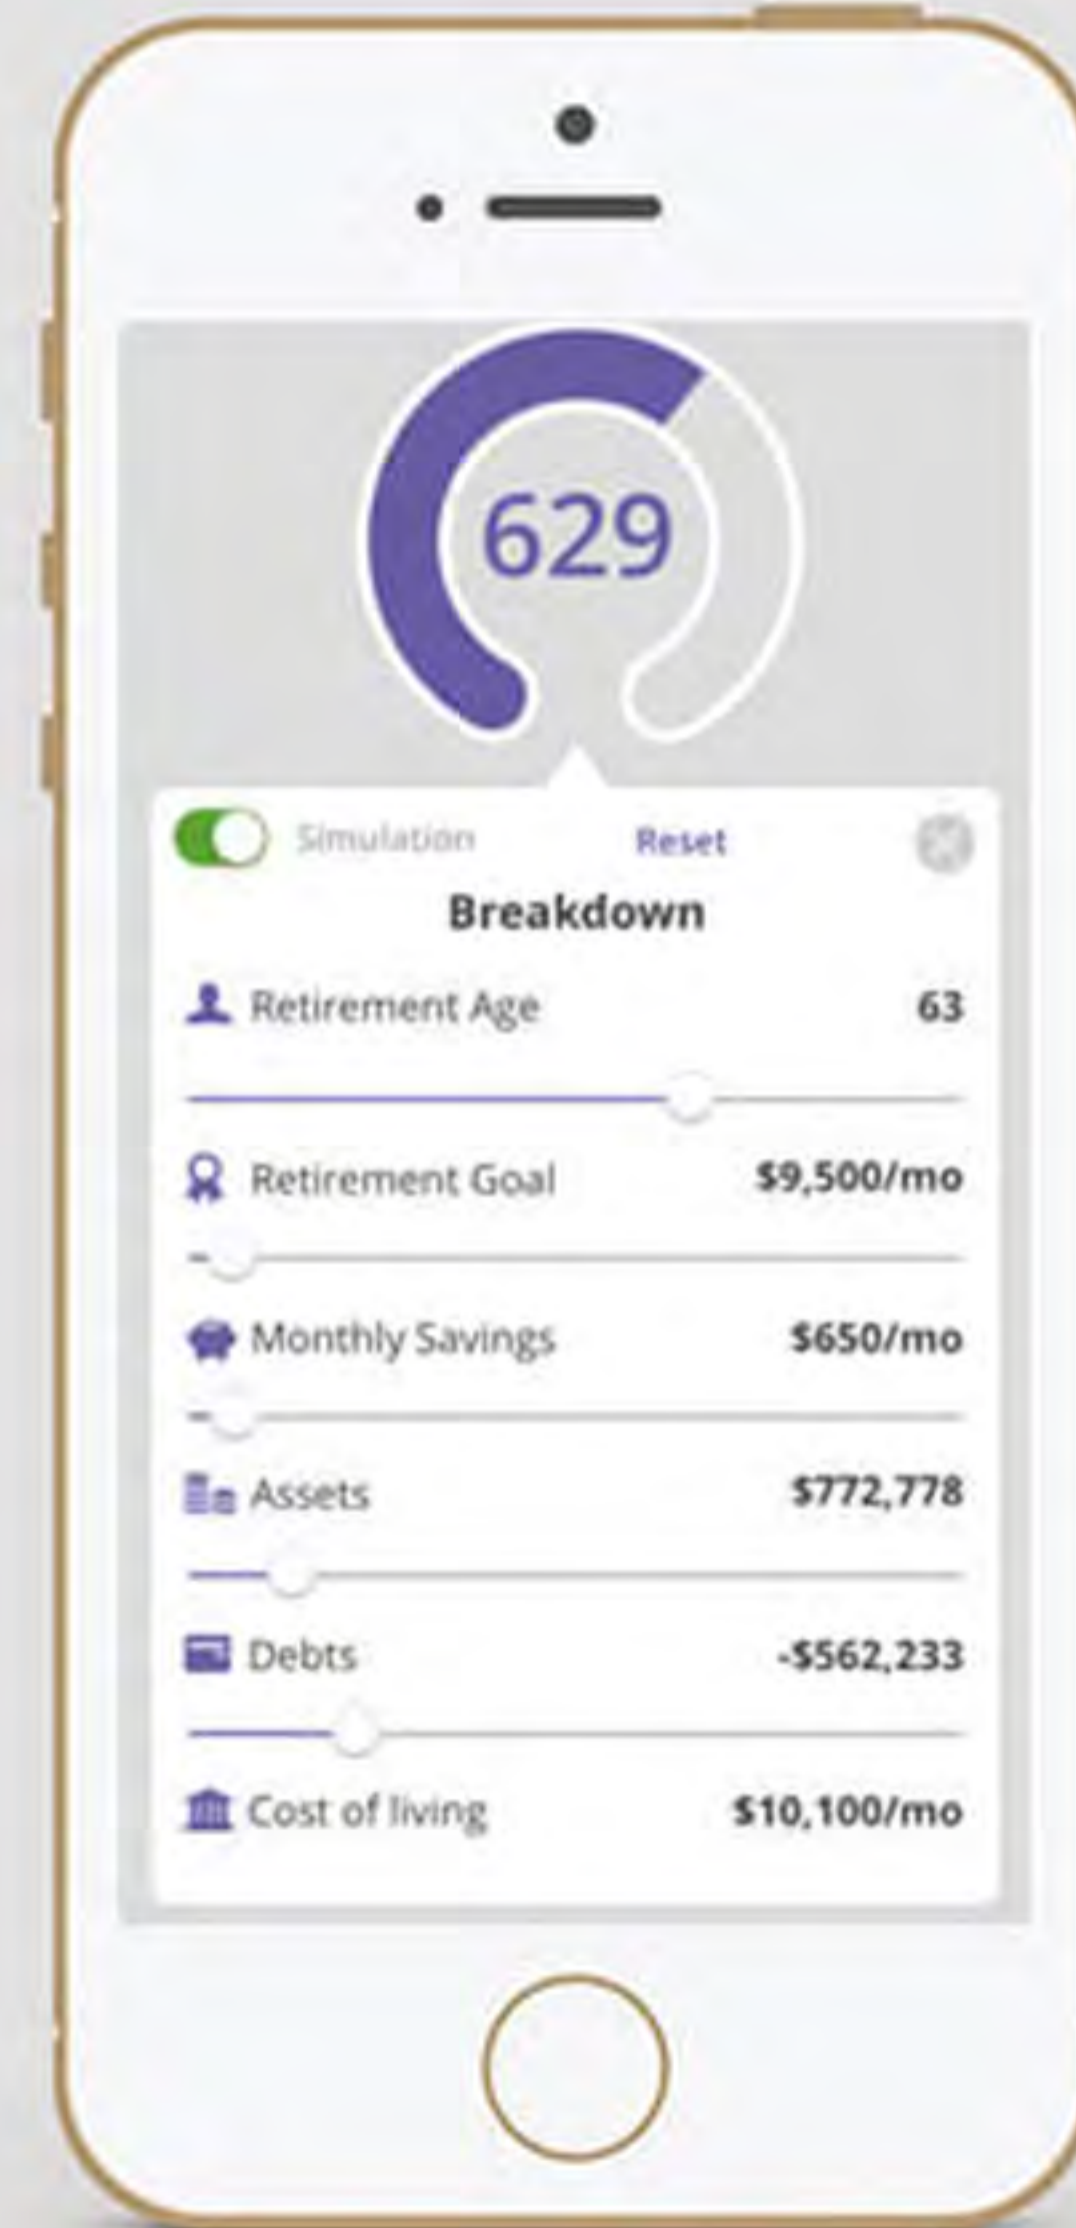 629
Simulation Reset
Breakdown
Retirement Age 63
Retirement Goal $9,500/mo
Monthly Savings $650/mo
Assets $772,778
Debts -$562,233
Cost of living $10,100/mo